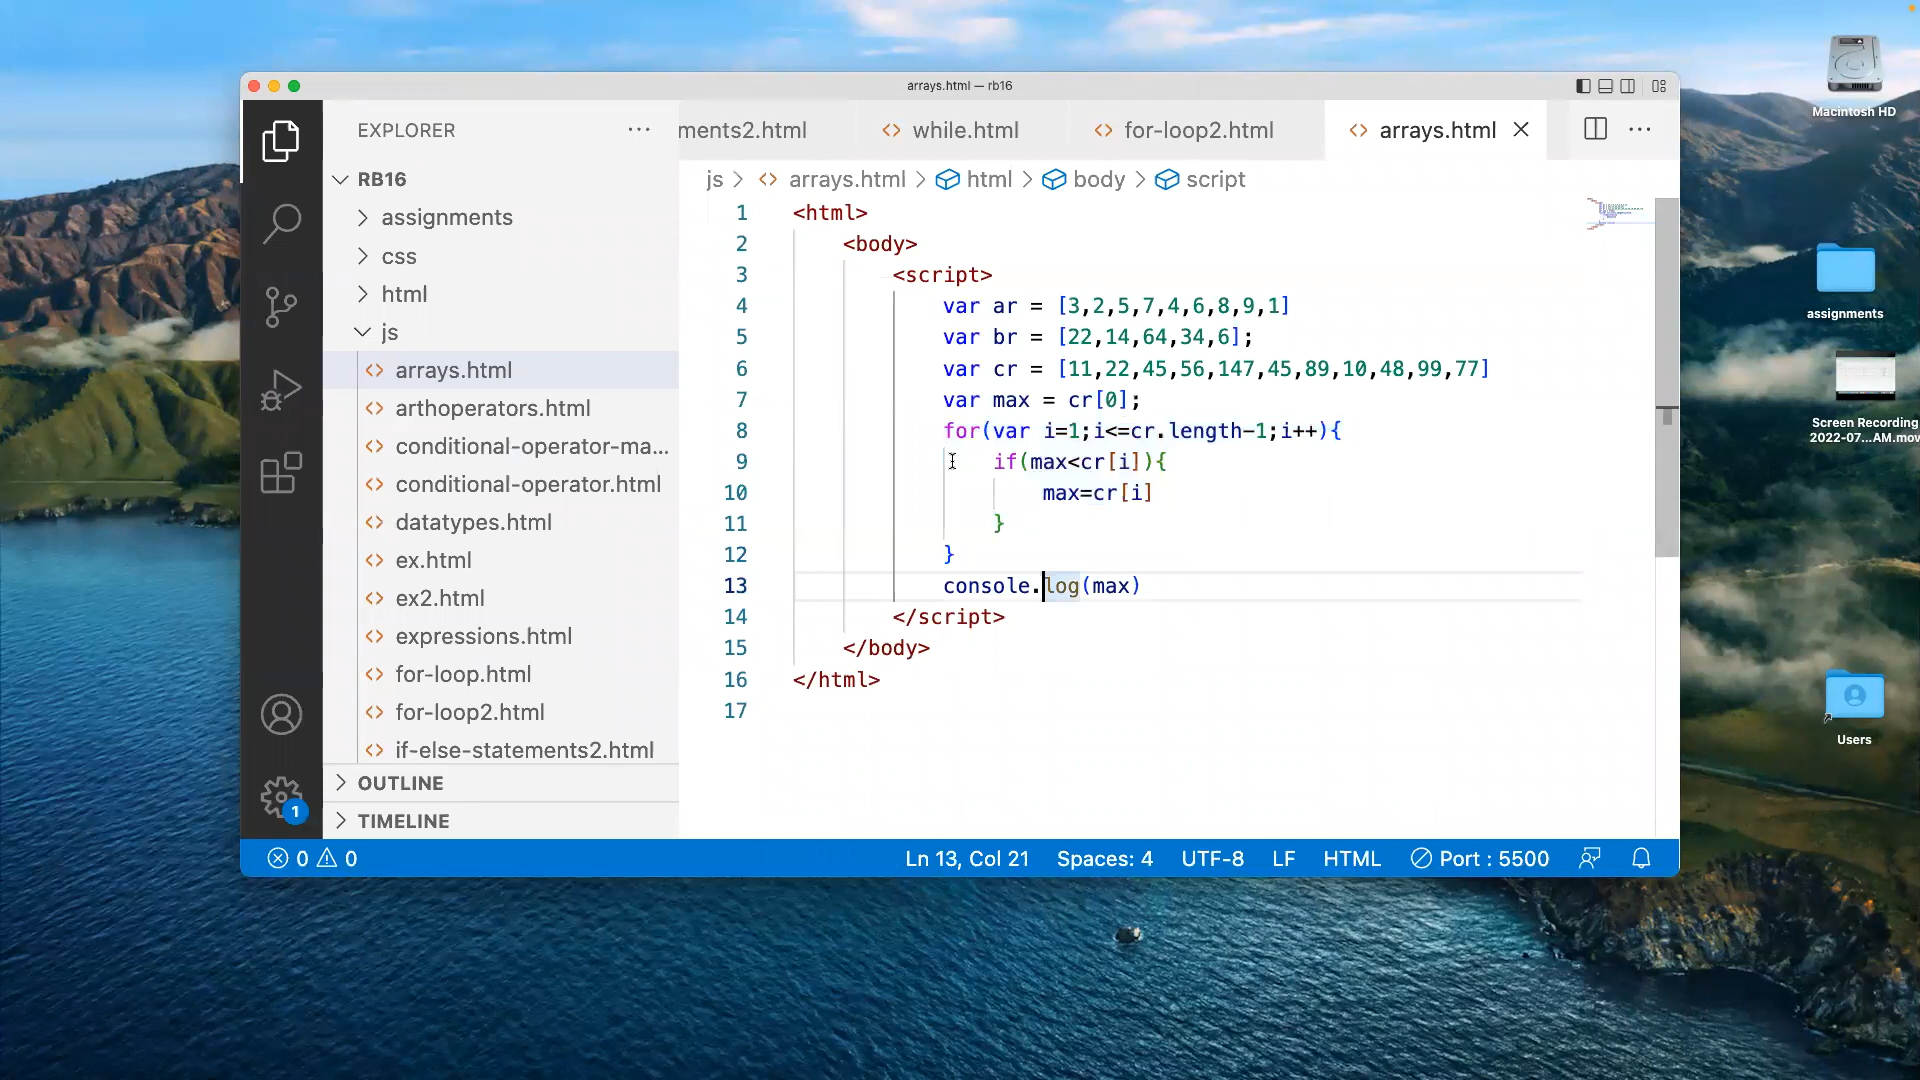 arrays.html — rb16
EXPLORER
ments2.html
while.html
for-loop2.html
arrays.html
RB16
assignments
css
html
js
arrays.html
arthoperators.html
conditional-operator-ma...
conditional-operator.html
datatypes.html
ex.html
ex2.html
expressions.html
for-loop.html
for-loop2.html
if-else-statements2.html
OUTLINE
TIMELINE
js > arrays.html > html > body > script
1 <html>
2 <body>
3 <script>
4 var ar = [3,2,5,7,4,6,8,9,1]
5 var br = [22,14,64,34,6];
6 var cr = [11,22,45,56,147,45,89,10,48,99,77]
7 var max = cr[0];
8 for(var i=1;i<=cr.length-1;i++){
9 if(max<cr[i]){
10 max=cr[i]
11 }
12 }
13 console.log(max)
14 </script>
15 </body>
16 </html>
17
1
0 0
Ln 13, Col 21
Spaces: 4
UTF-8
LF
HTML
Port : 5500
Macintosh HD
assignments
Screen Recording
2022-07...AM.mov
Users